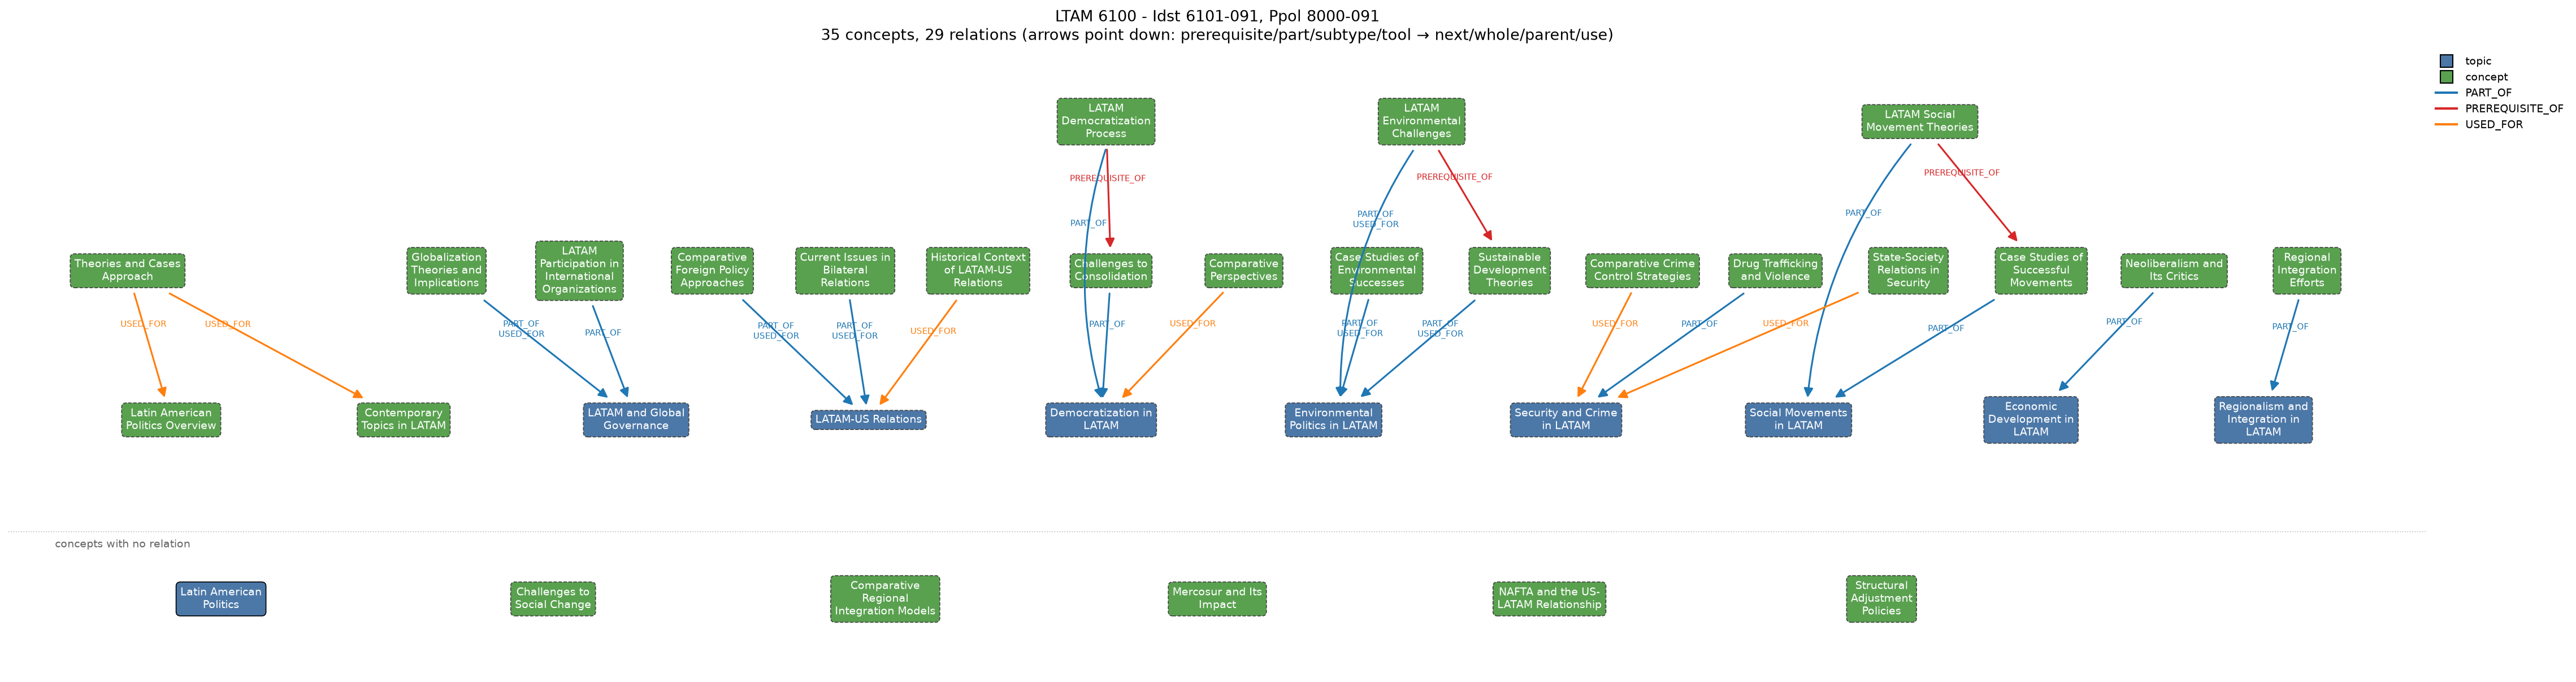 LTAM 6100 - Idst 6101-091, Ppol 8000-091
35 concepts, 29 relations (arrows point down: prerequisite/part/subtype/tool → next/whole/parent/use)
topic
concept
PART_OF
PREREQUISITE_OF
USED_FOR
LATAM
Democratization
Process
LATAM
Environmental
Challenges
LATAM Social
Movement Theories
PREREQUISITE_OF
PREREQUISITE_OF
PREREQUISITE_OF
PART_OF
PART_OF
USED_FOR
PART_OF
Theories and Cases
Approach
Globalization
Theories and
Implications
LATAM
Participation in
International
Organizations
Comparative
Foreign Policy
Approaches
Current Issues in
Bilateral
Relations
Historical Context
of LATAM-US
Relations
Challenges to
Consolidation
Comparative
Perspectives
Case Studies of
Environmental
Successes
Sustainable
Development
Theories
Comparative Crime
Control Strategies
Drug Trafficking
and Violence
State-Society
Relations in
Security
Case Studies of
Successful
Movements
Neoliberalism and
Its Critics
Regional
Integration
Efforts
USED_FOR
USED_FOR
PART_OF
USED_FOR
PART_OF
PART_OF
USED_FOR
PART_OF
USED_FOR
USED_FOR
PART_OF
USED_FOR
PART_OF
USED_FOR
PART_OF
USED_FOR
USED_FOR
PART_OF
USED_FOR
PART_OF
PART_OF
PART_OF
Latin American
Politics Overview
Contemporary
Topics in LATAM
LATAM and Global
Governance
LATAM-US Relations
Democratization in
LATAM
Environmental
Politics in LATAM
Security and Crime
in LATAM
Social Movements
in LATAM
Economic
Development in
LATAM
Regionalism and
Integration in
LATAM
concepts with no relation
Latin American
Politics
Challenges to
Social Change
Comparative
Regional
Integration Models
Mercosur and Its
Impact
NAFTA and the US-
LATAM Relationship
Structural
Adjustment
Policies